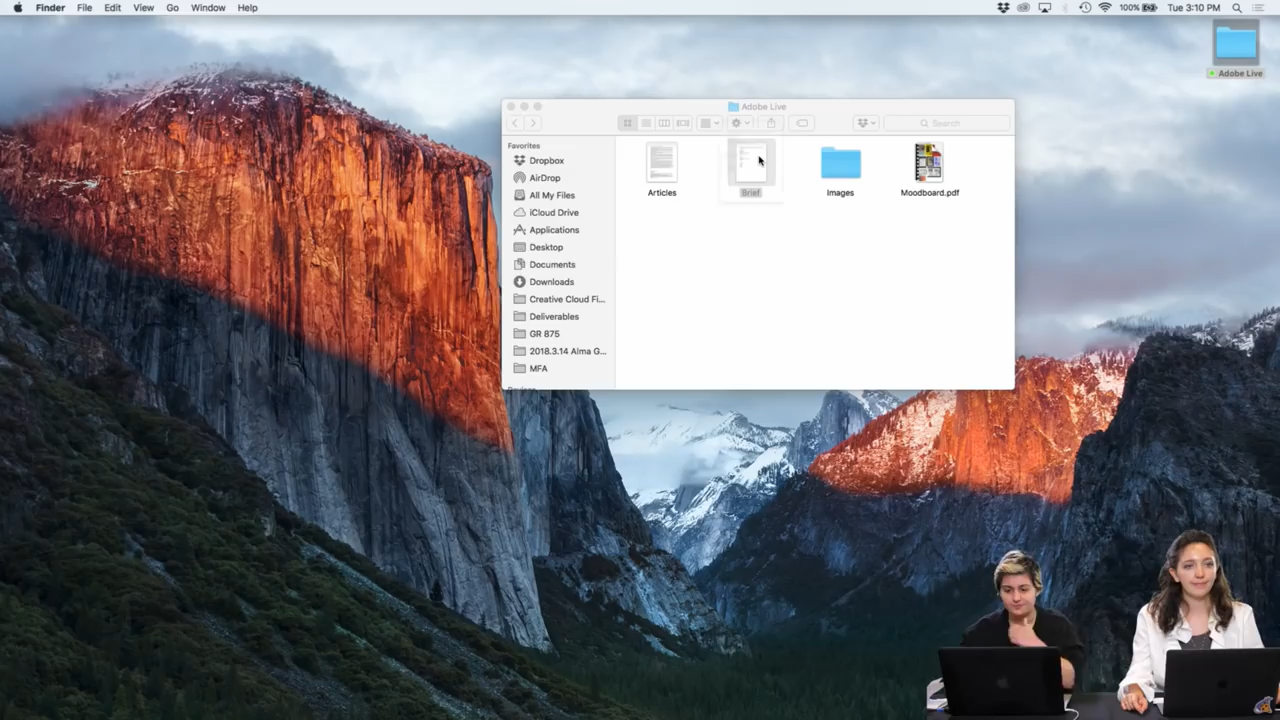 Finder File Edit View Go Window Help
100% Tue 3:10 PM
Adobe Live
Adobe Live
Search
Favorites
Dropbox
AirDrop
All My Files
iCloud Drive
Applications
Desktop
Documents
Downloads
Creative Cloud Fi...
Deliverables
GR 875
2018.3.14 Alma G...
MFA
Articles
Brief
Images
Moodboard.pdf